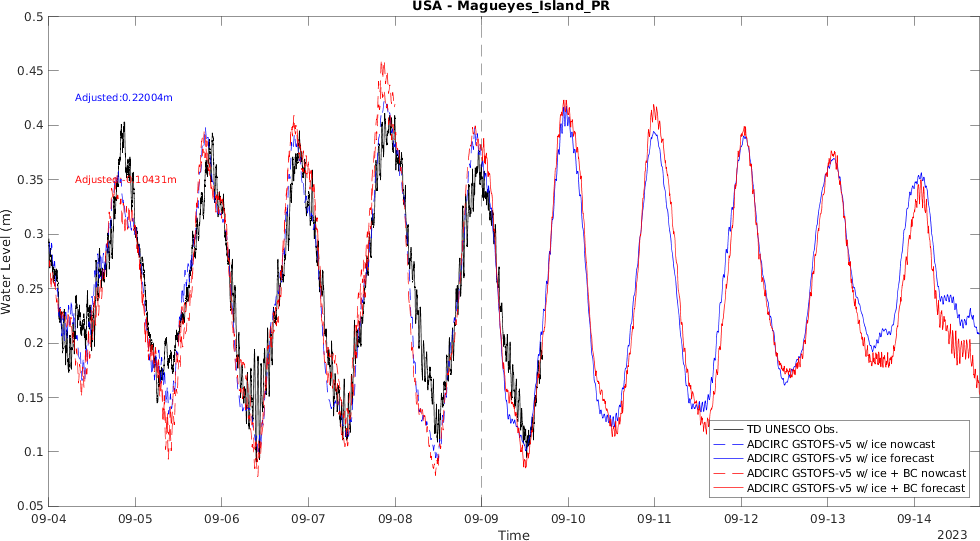 USA - Magueyes_Island_PR
0.5
0.45
0.4
0.35
0.3
0.25
0.2
0.15
0.1
0.05
Water Level (m)
Adjusted:0.22004m
TD UNESCO Obs.
ADCIRC GSTOFS-v5 w/ ice nowcast
ADCIRC GSTOFS-v5 w/ ice forecast
ADCIRC GSTOFS-v5 w/ ice + BC nowcast
ADCIRC GSTOFS-v5 w/ ice + BC forecast
09-04 09-05 09-06 09-07 09-08 09-09 09-10 09-11 09-12 09-13 09-14
Time
2023